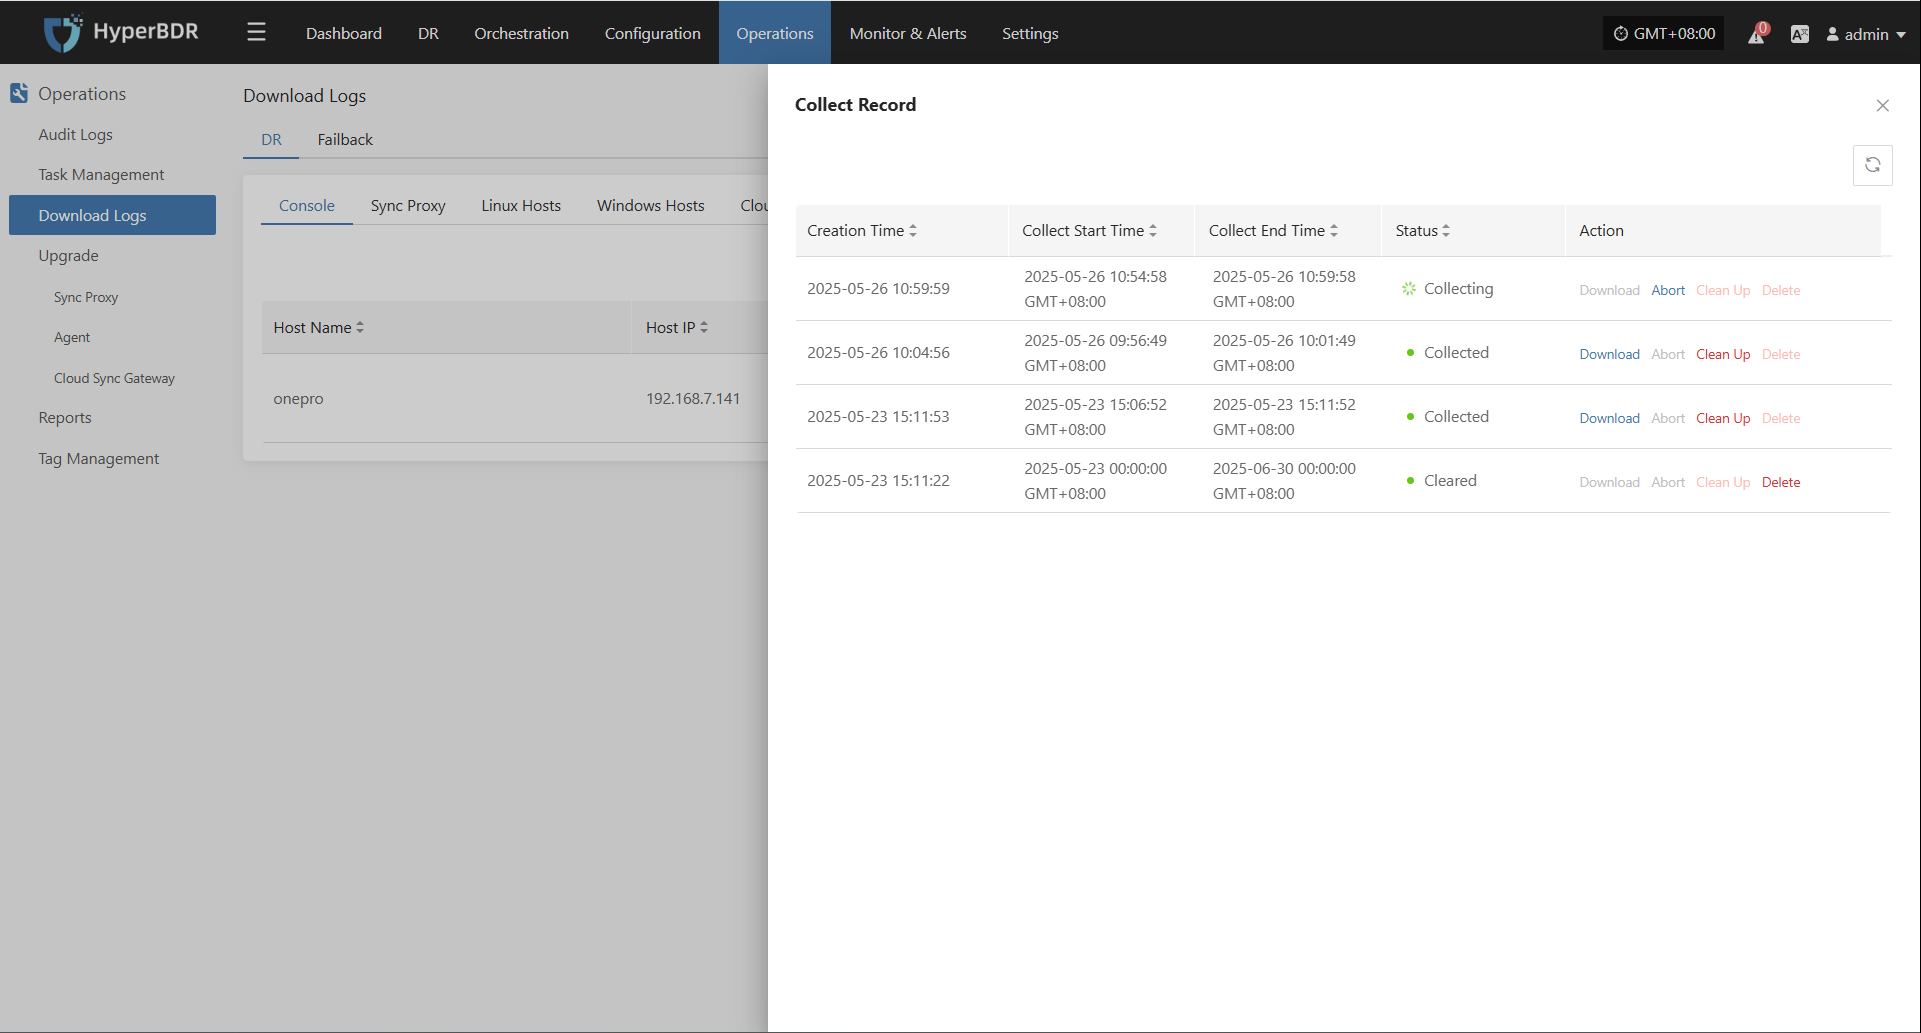 HyperBDR
Dashboard
DR
Orchestration
Configuration
Operations
Monitor & Alerts
Settings
GMT+08:00
0
admin
Operations
Audit Logs
Task Management
Download Logs
Upgrade
Sync Proxy
Agent
Cloud Sync Gateway
Reports
Tag Management
Download Logs
DR Failback
Console Sync Proxy Linux Hosts Windows Hosts Clou
Host Name Host IP
onepro 192.168.7.141
Collect Record
Creation Time Collect Start Time Collect End Time Status Action
2025-05-26 10:59:59 2025-05-26 10:54:58 GMT+08:00 2025-05-26 10:59:58 GMT+08:00 Collecting Download Abort Clean Up Delete
2025-05-26 10:04:56 2025-05-26 09:56:49 GMT+08:00 2025-05-26 10:01:49 GMT+08:00 Collected Download Abort Clean Up Delete
2025-05-23 15:11:53 2025-05-23 15:06:52 GMT+08:00 2025-05-23 15:11:52 GMT+08:00 Collected Download Abort Clean Up Delete
2025-05-23 15:11:22 2025-05-23 00:00:00 GMT+08:00 2025-06-30 00:00:00 GMT+08:00 Cleared Download Abort Clean Up Delete